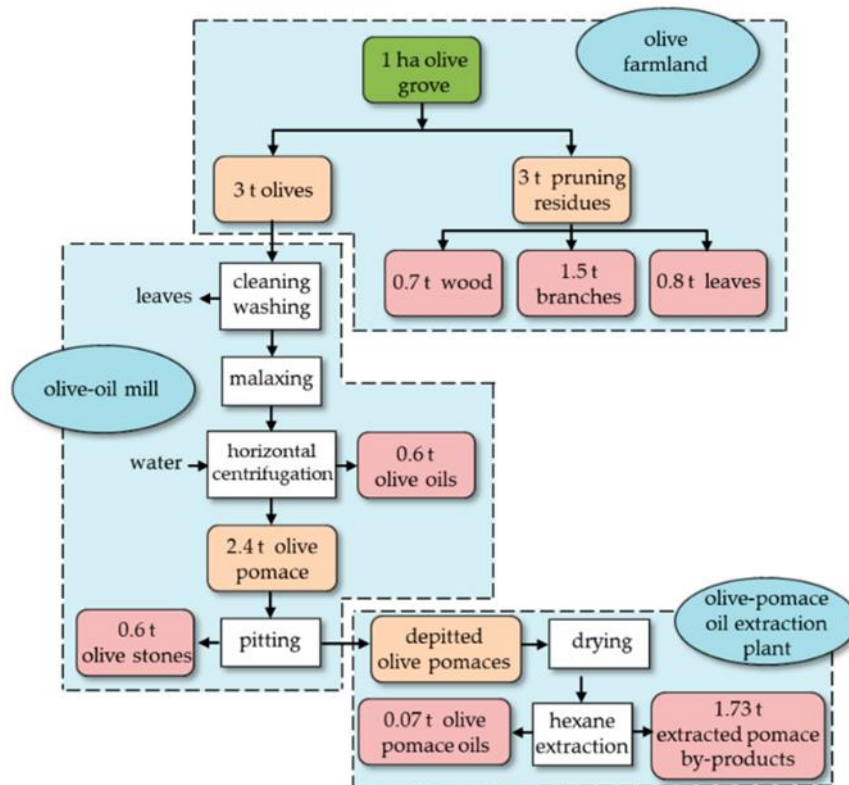 olive
farmland
1 ha olive
grove
3 t olives
3 t pruning
residues
0.7 t wood
1.5 t
branches
0.8 t leaves
cleaning
washing
leaves
malaxing
olive-oil mill
water
horizontal
centrifugation
0.6 t
olive oils
2.4 t olive
pomace
0.6 t
olive stones
pitting
depitted
olive pomaces
drying
olive-pomace
oil extraction
plant
0.07 t olive
pomace oils
hexane
extraction
1.73 t
extracted pomace
by-products